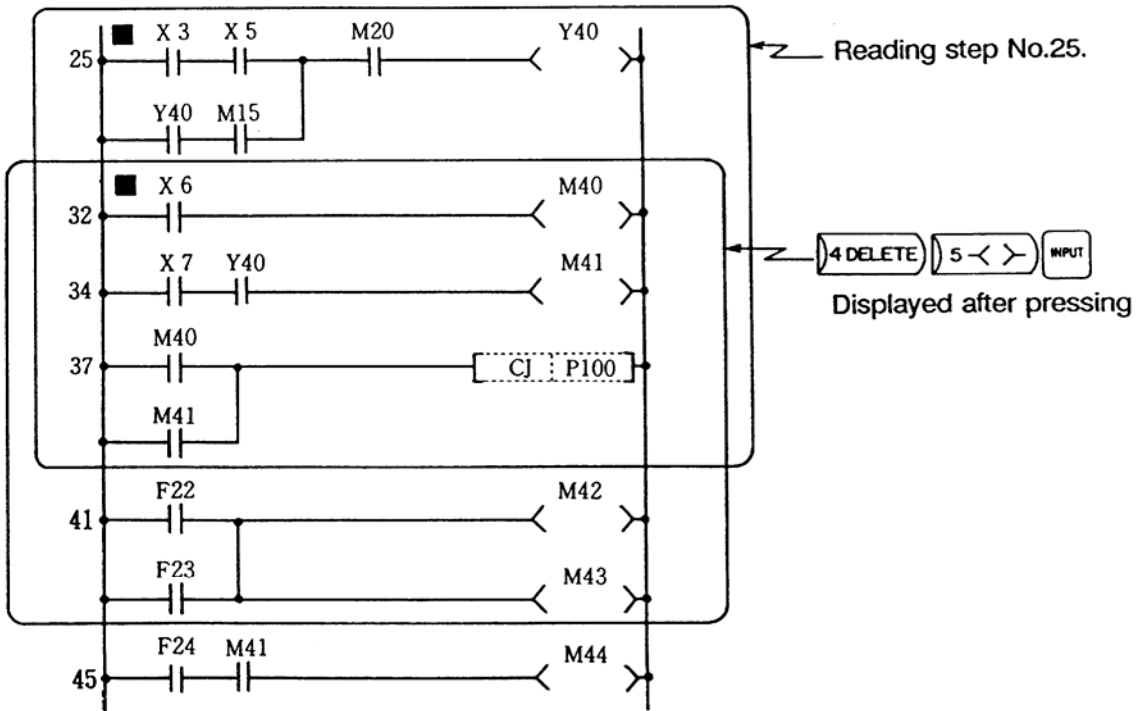 X 3 X 5 M20 Y40
25
Reading step No.25.
Y40 M15
X 6 M40
32
4 DELETE 5 INPUT
X 7 Y40 M41
34
Displayed after pressing
M40
37 CJ P100
M41
F22 M42
41
F23 M43
F24 M41 M44
45